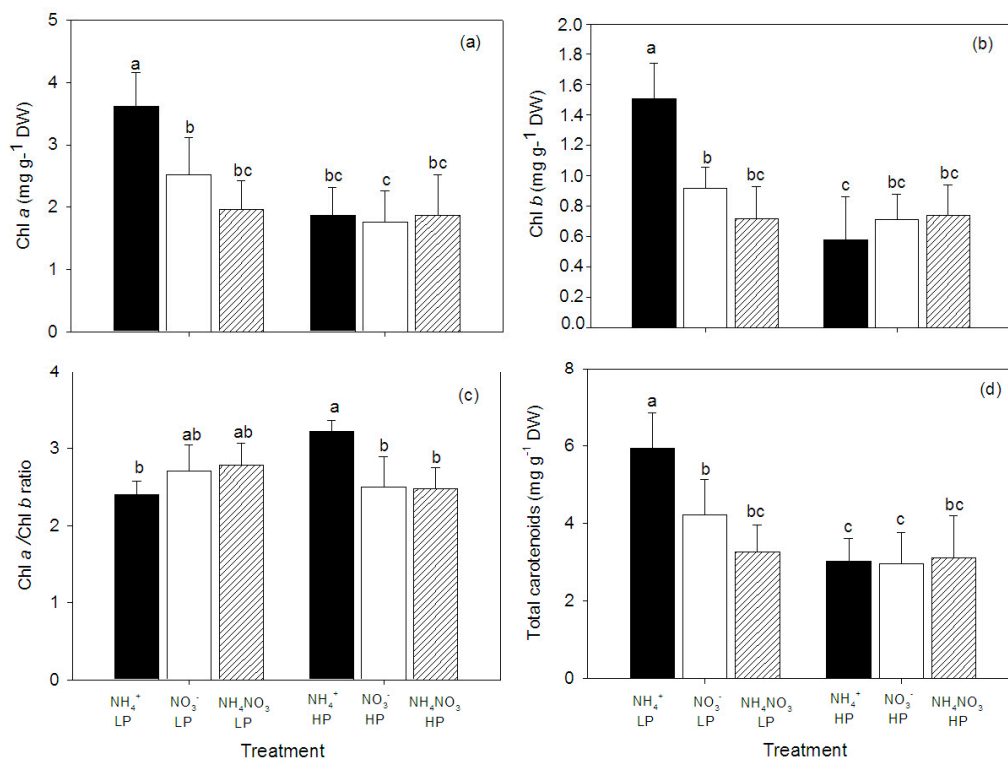 (a)
Chl a (mg g-¹ DW)
5
4
3
2
1
0
a
b
bc
bc
c
bc
(b)
Chl b (mg g-¹ DW)
2.0
1.8
1.6
1.4
1.2
1.0
0.8
0.6
0.4
0.2
0.0
a
b
bc
c
bc
bc
(c)
Chl a/Chl b ratio
4
3
2
1
0
b
ab
ab
a
b
b
NH₄⁺ NO₃⁻ NH₄NO₃ NH₄⁺ NO₃⁻ NH₄NO₃
LP LP LP HP HP HP
Treatment
(d)
Total carotenoids (mg g⁻¹ DW)
8
6
4
2
0
a
b
bc
c
c
bc
NH₄⁺ NO₃⁻ NH₄NO₃ NH₄⁺ NO₃⁻ NH₄NO₃
LP LP LP HP HP HP
Treatment